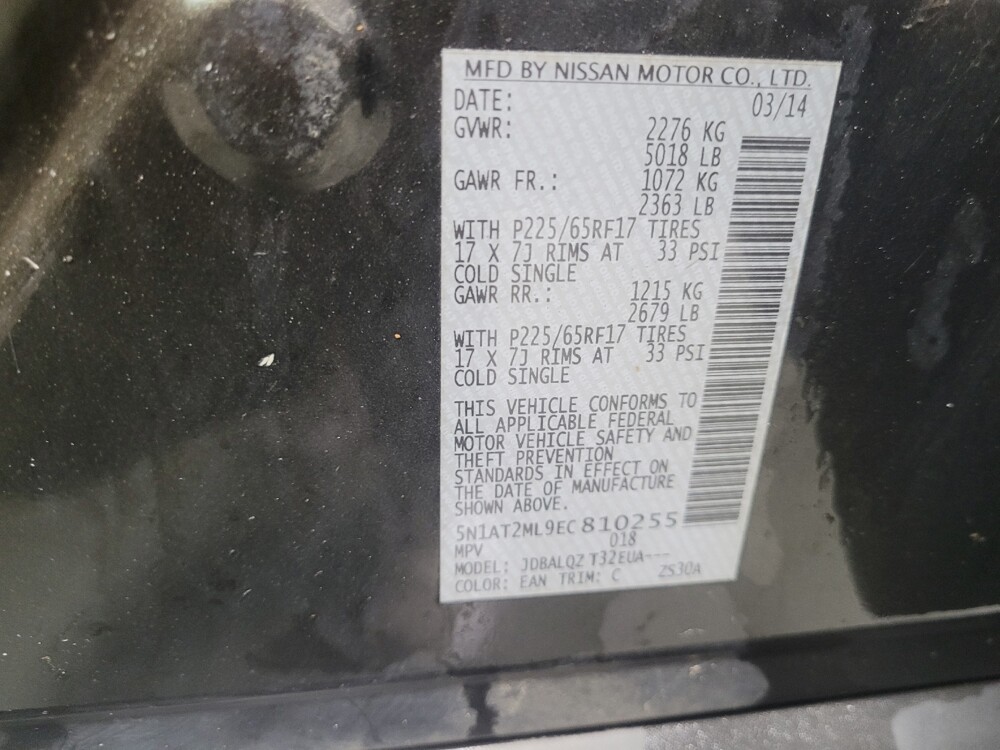 MFD BY NISSAN MOTOR CO., LTD.
DATE: 03/14
GVWR: 2276 KG
5018 LB
GAWR FR.: 1072 KG
2363 LB
WITH P225/65RF17 TIRES
17 X 7J RIMS AT 33 PSI
COLD SINGLE
GAWR RR.: 1215 KG
2679 LB
WITH P225/65RF17 TIRES
17 X 7J RIMS AT 33 PSI
COLD SINGLE
THIS VEHICLE CONFORMS TO
ALL APPLICABLE FEDERAL
MOTOR VEHICLE SAFETY AND
THEFT PREVENTION
STANDARDS IN EFFECT ON
THE DATE OF MANUFACTURE
SHOWN ABOVE.
5N1AT2ML9EC810255
MPV 018
MODEL: JDBALQZ T32EUA---
COLOR: EAN TRIM: C ZS30A